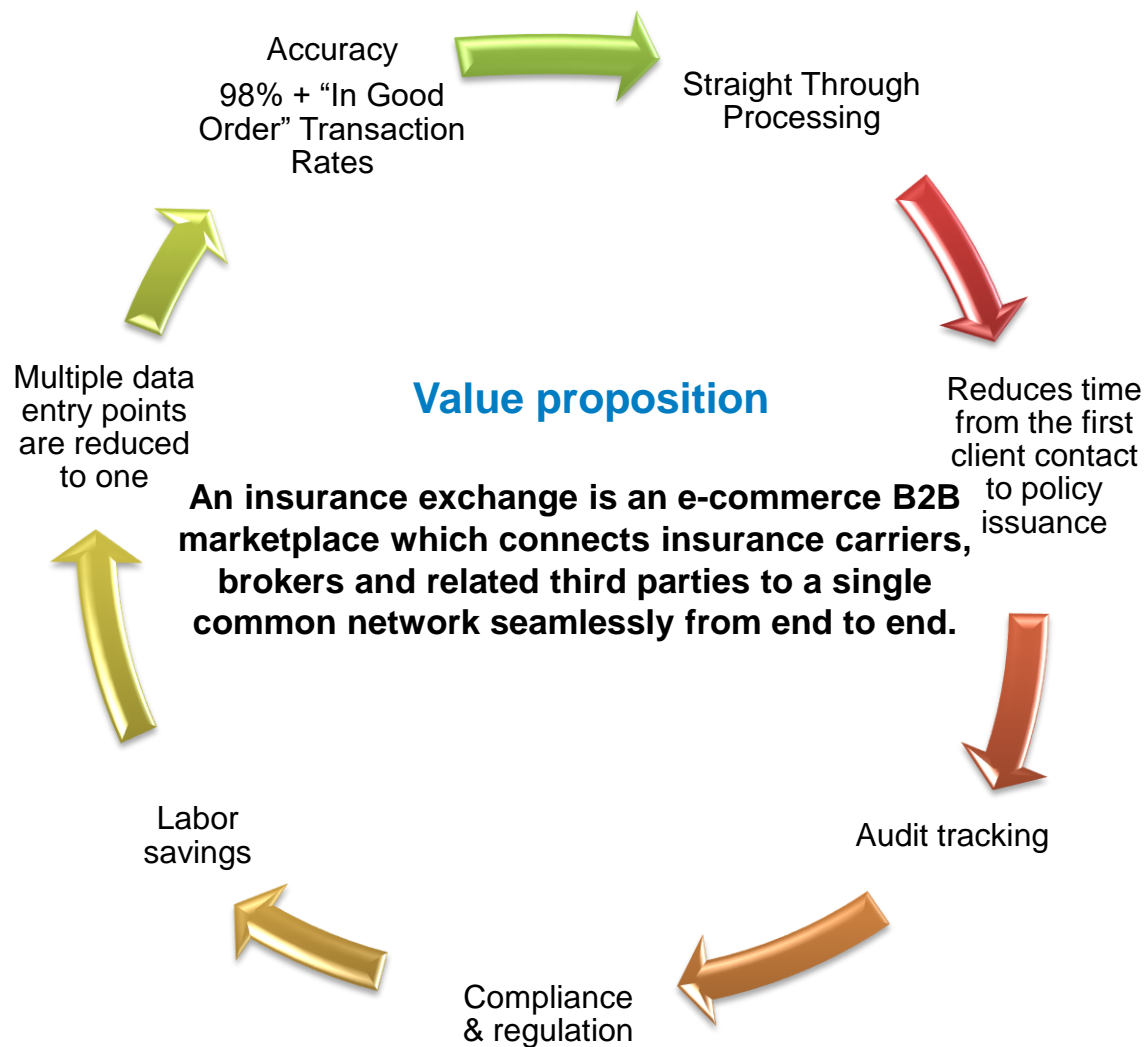 Accuracy
98% + “In Good
Order” Transaction
Rates
Straight Through
Processing
Reduces time
from the first
client contact
to policy
issuance
Audit tracking
Compliance
& regulation
Labor
savings
Multiple data
entry points
are reduced
to one
Value proposition
An insurance exchange is an e-commerce B2B
marketplace which connects insurance carriers,
brokers and related third parties to a single
common network seamlessly from end to end.